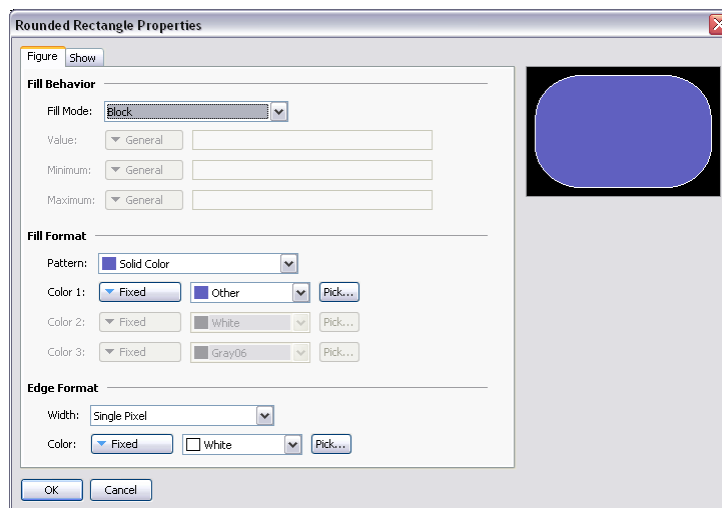 Rounded Rectangle Properties
Figure Show
Fill Behavior
Fill Mode: Block
Value: General
Minimum: General
Maximum: General
Fill Format
Pattern: Solid Color
Color 1: Fixed Other Pick...
Color 2: Fixed White Pick...
Color 3: Fixed Gray06 Pick...
Edge Format
Width: Single Pixel
Color: Fixed White Pick...
OK Cancel